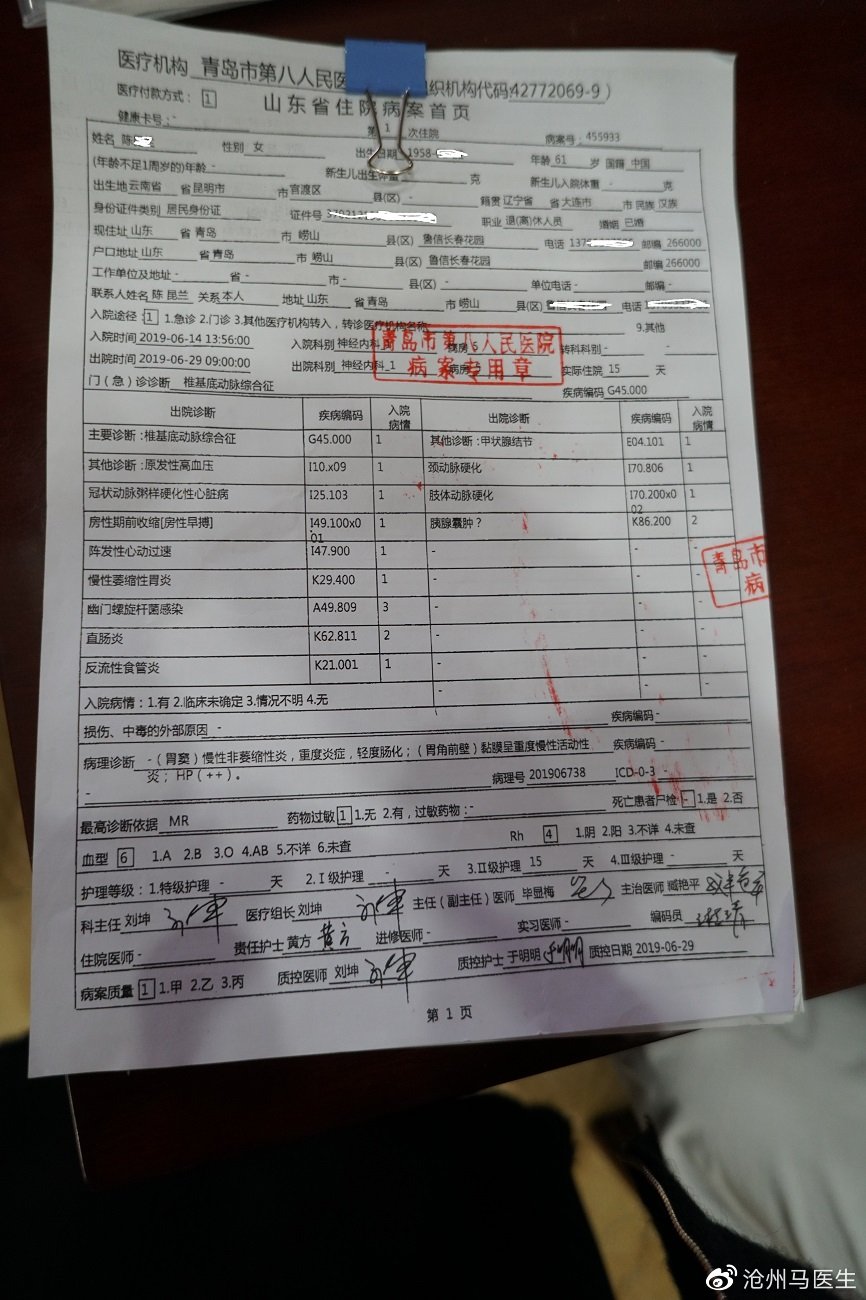 医疗机构 青岛市第八人民医 织机构代码:42772069-9）
医疗付款方式： 1 山东省住院病案首页
健康卡号：- 第 1 次住院 病案号： 455933
姓名 陈 性别 女 出生日期 1958- 年龄 61 岁 国籍 中国
(年龄不足1周岁的)年龄 - 新生儿出生体重 克 新生儿入院体重 - 克
出生地 云南省 省 昆明市 市 官渡区 县(区) - 籍贯 辽宁省 省 大连市 市 民族 汉族
身份证件类别 居民身份证 证件号 职业 退(离)休人员 婚姻 已婚
现住址 山东 省 青岛 市 崂山 县(区) 鲁信长春花园 电话 邮编 266000
户口地址 山东 省 青岛 市 崂山 县(区) 鲁信长春花园 邮编 266000
工作单位及地址 - 省 - 市 - 县(区) - 单位电话 - 邮编 -
联系人姓名 陈昆兰 关系 本人 地址 山东 省 青岛 市 崂山 县(区) 电话
入院途径: 1 1.急诊 2.门诊 3.其他医疗机构转入，转诊医疗机构名称: 9.其他
入院时间 2019-06-14 13:56:00 入院科别 神经内科 病房 转科科别 -
出院时间 2019-06-29 09:00:00 出院科别 神经内科_1 病房 实际住院 15 天
青岛市第八人民医院
病案专用章
门（急）诊诊断 椎基底动脉综合征 疾病编码 G45.000
出院诊断 疾病编码 入院病情 出院诊断 疾病编码 入院病情
主要诊断：椎基底动脉综合征 G45.000 1 其他诊断：甲状腺结节 E04.101 1
其他诊断：原发性高血压 I10.x09 1 颈动脉硬化 I70.806 1
冠状动脉粥样硬化性心脏病 I25.103 1 肢体动脉硬化 I70.200x002 1
房性期前收缩[房性早搏] I49.100x001 1 胰腺囊肿？ K86.200 2
阵发性心动过速 I47.900 1 - - -
慢性萎缩性胃炎 K29.400 1 - - -
幽门螺旋杆菌感染 A49.809 3 - - -
直肠炎 K62.811 2 - - -
反流性食管炎 K21.001 1 - - -
青岛市
病
入院病情：1.有 2.临床未确定 3.情况不明 4.无 - - -
损伤、中毒的外部原因 - 疾病编码 -
病理诊断 -（胃窦）慢性非萎缩性炎，重度炎症，轻度肠化；（胃角前壁）黏膜呈重度慢性活动性 疾病编码 -
炎； HP（++）。 病理号 201906738 ICD-0-3
-
最高诊断依据 MR 药物过敏 1 1.无 2.有，过敏药物：- 死亡患者尸检 - 1.是 2.否
血型 6 1.A 2.B 3.O 4.AB 5.不详 6.未查 Rh 4 1.阴 2.阳 3.不详 4.未查
护理等级：1.特级护理 - 天 2.Ⅰ级护理 - 天 3.Ⅱ级护理 15 天 4.Ⅲ级护理 - 天
科主任 刘坤 医疗组长 刘坤 主任（副主任）医师 毕显梅 主治医师 臧艳平
住院医师 - 责任护士 黄方 黄方 进修医师 - 实习医师 - 编码员
病案质量 1 1.甲 2.乙 3.丙 质控医师 刘坤 质控护士 于明明 于明明 质控日期 2019-06-29
第 1 页
沧州马医生